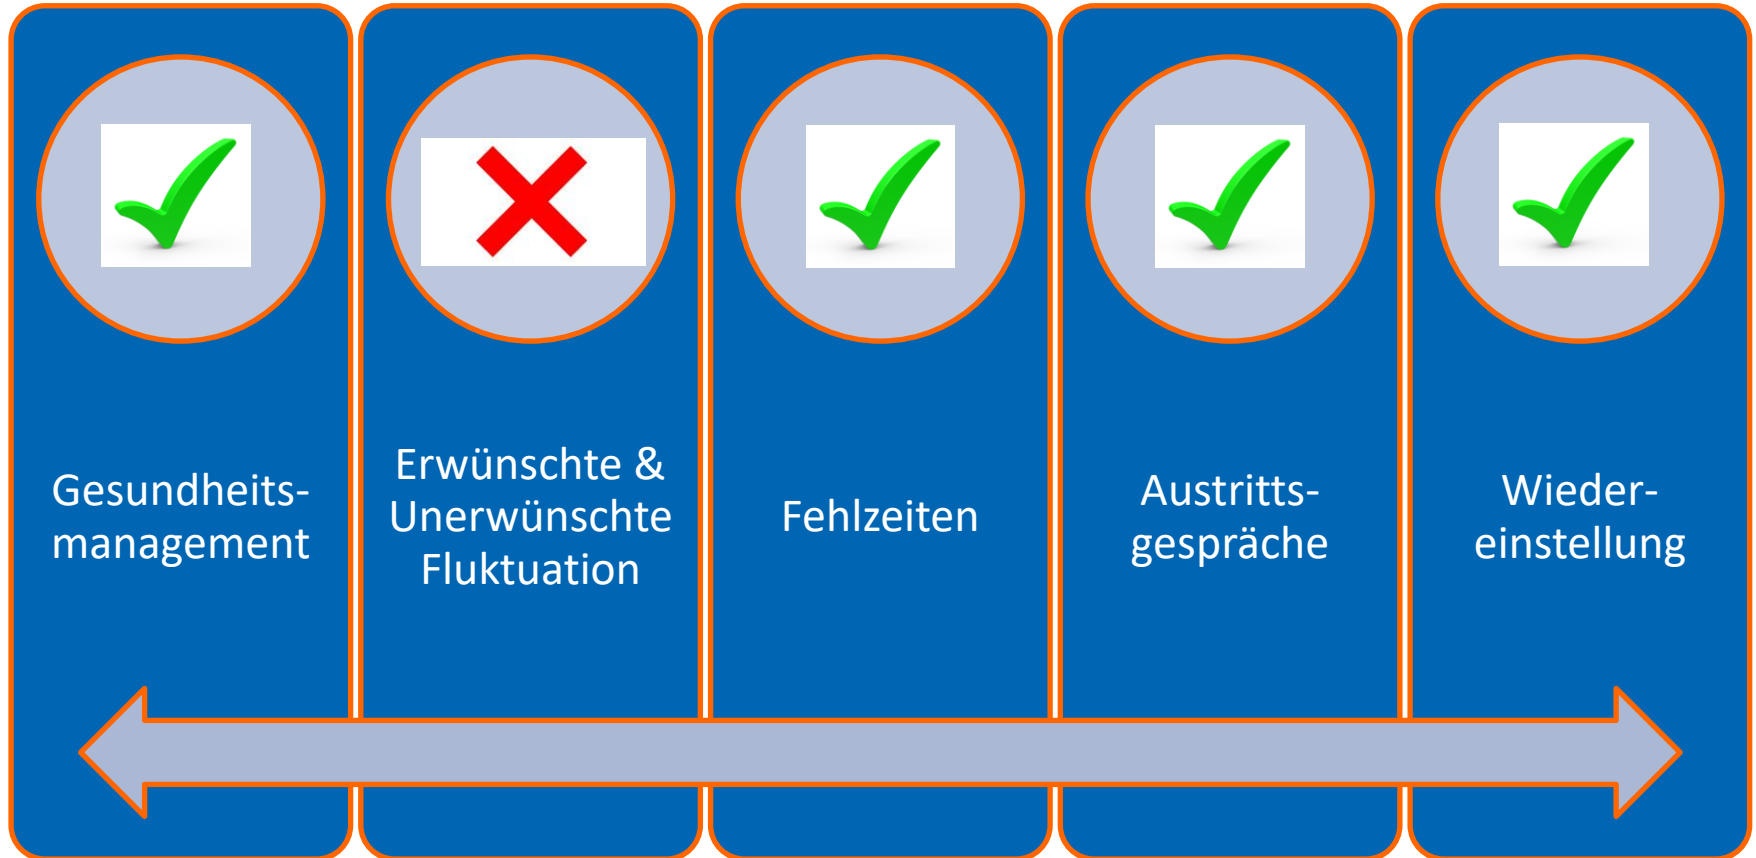 Gesundheits-
management
Erwünschte &
Unerwünschte
Fluktuation
Fehlzeiten
Austritts-
gespräche
Wieder-
einstellung